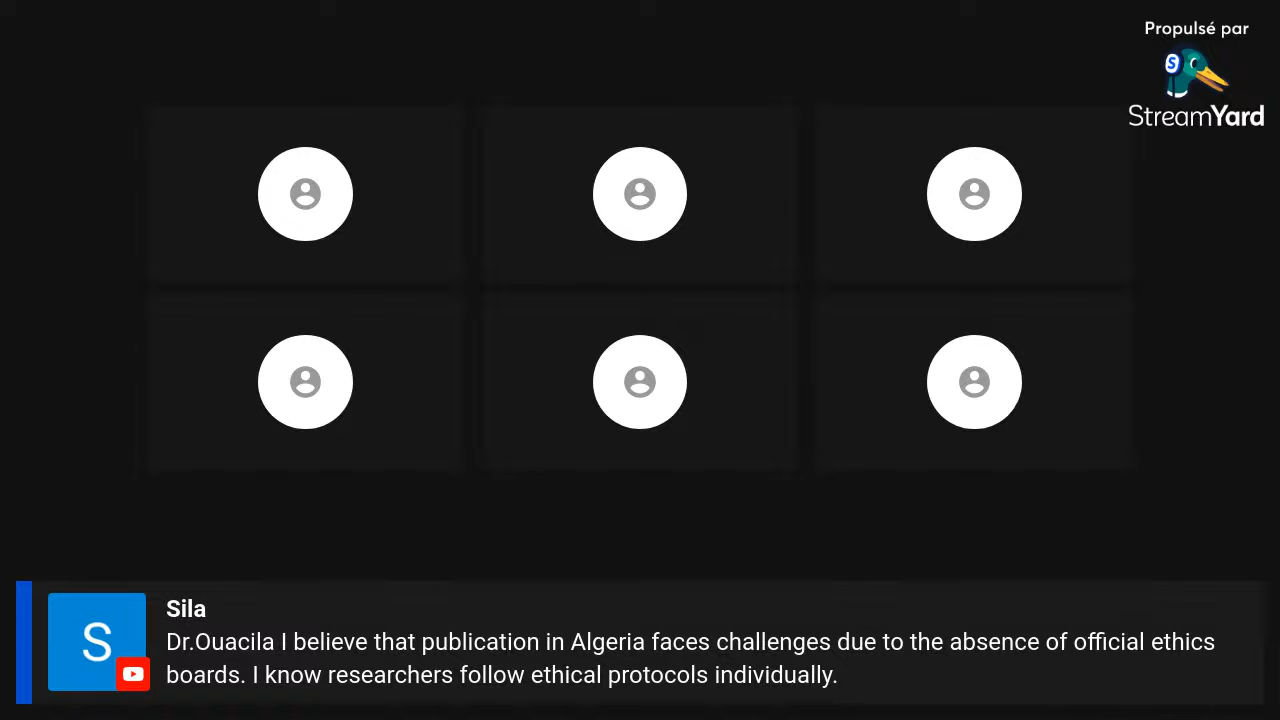 Propulsé par
S
StreamYard
S
Sila
Dr.Ouacila I believe that publication in Algeria faces challenges due to the absence of official ethics
boards. I know researchers follow ethical protocols individually.